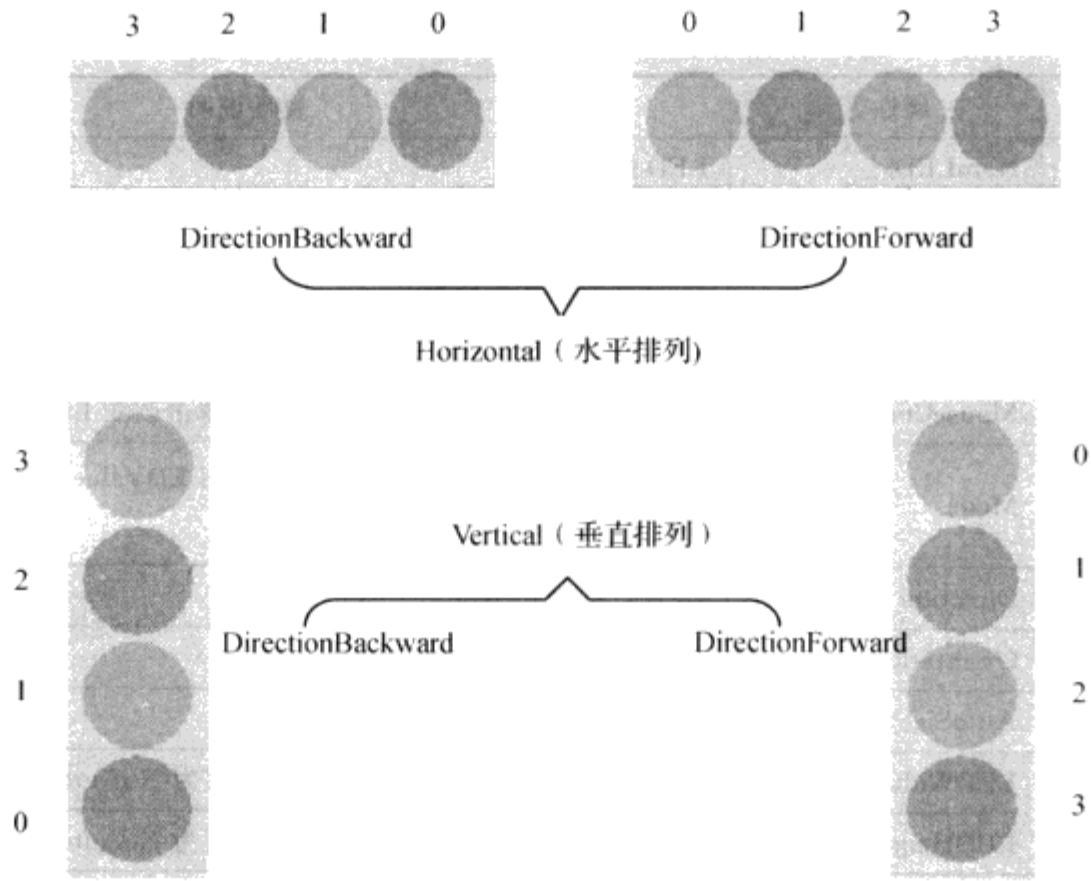 3 2 1 0
0 1 2 3
DirectionBackward
DirectionForward
Horizontal（水平排列)
3
2
1
0
Vertical（垂直排列）
DirectionBackward
DirectionForward
0
1
2
3